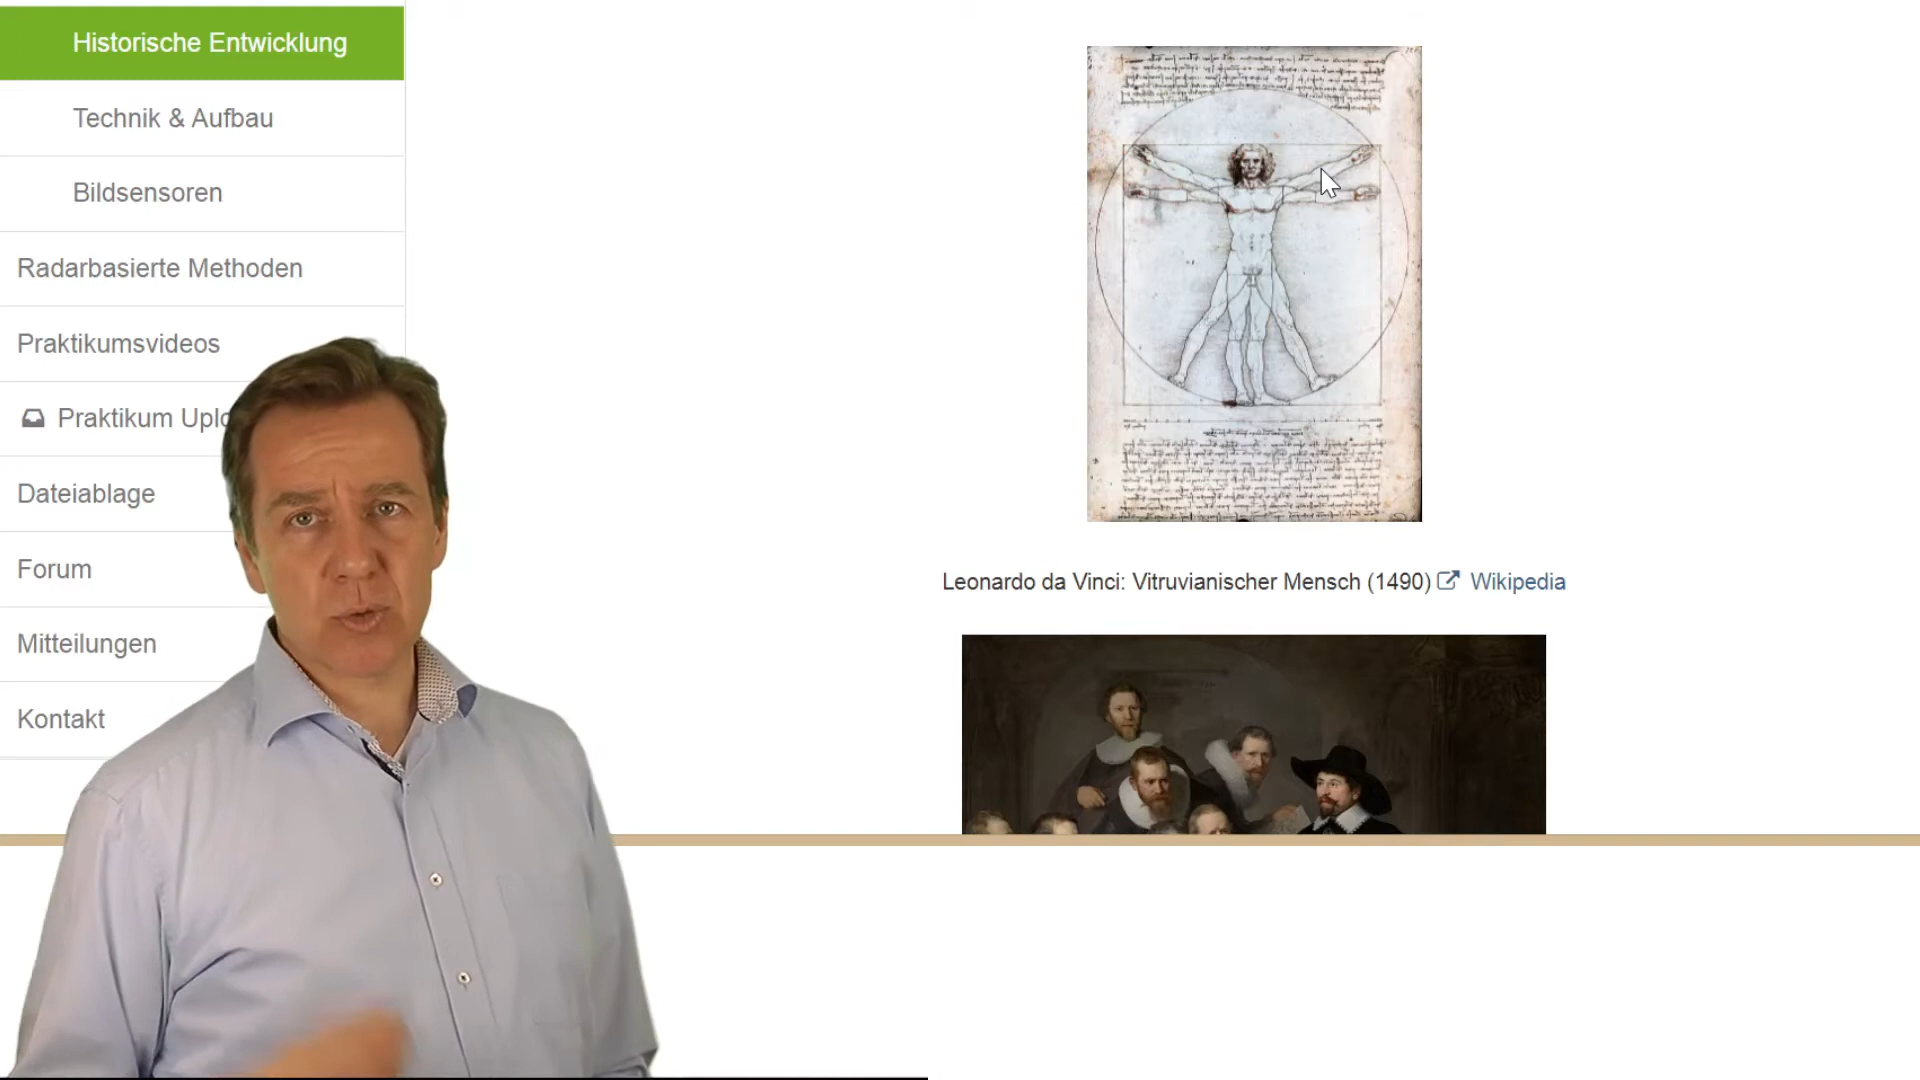 Historische Entwicklung
Technik & Aufbau
Bildsensoren
Radarbasierte Methoden
Praktikumsvideos
Praktikum Uplo
Dateiablage
Forum
Mitteilungen
Kontakt
Leonardo da Vinci: Vitruvianischer Mensch (1490) Wikipedia